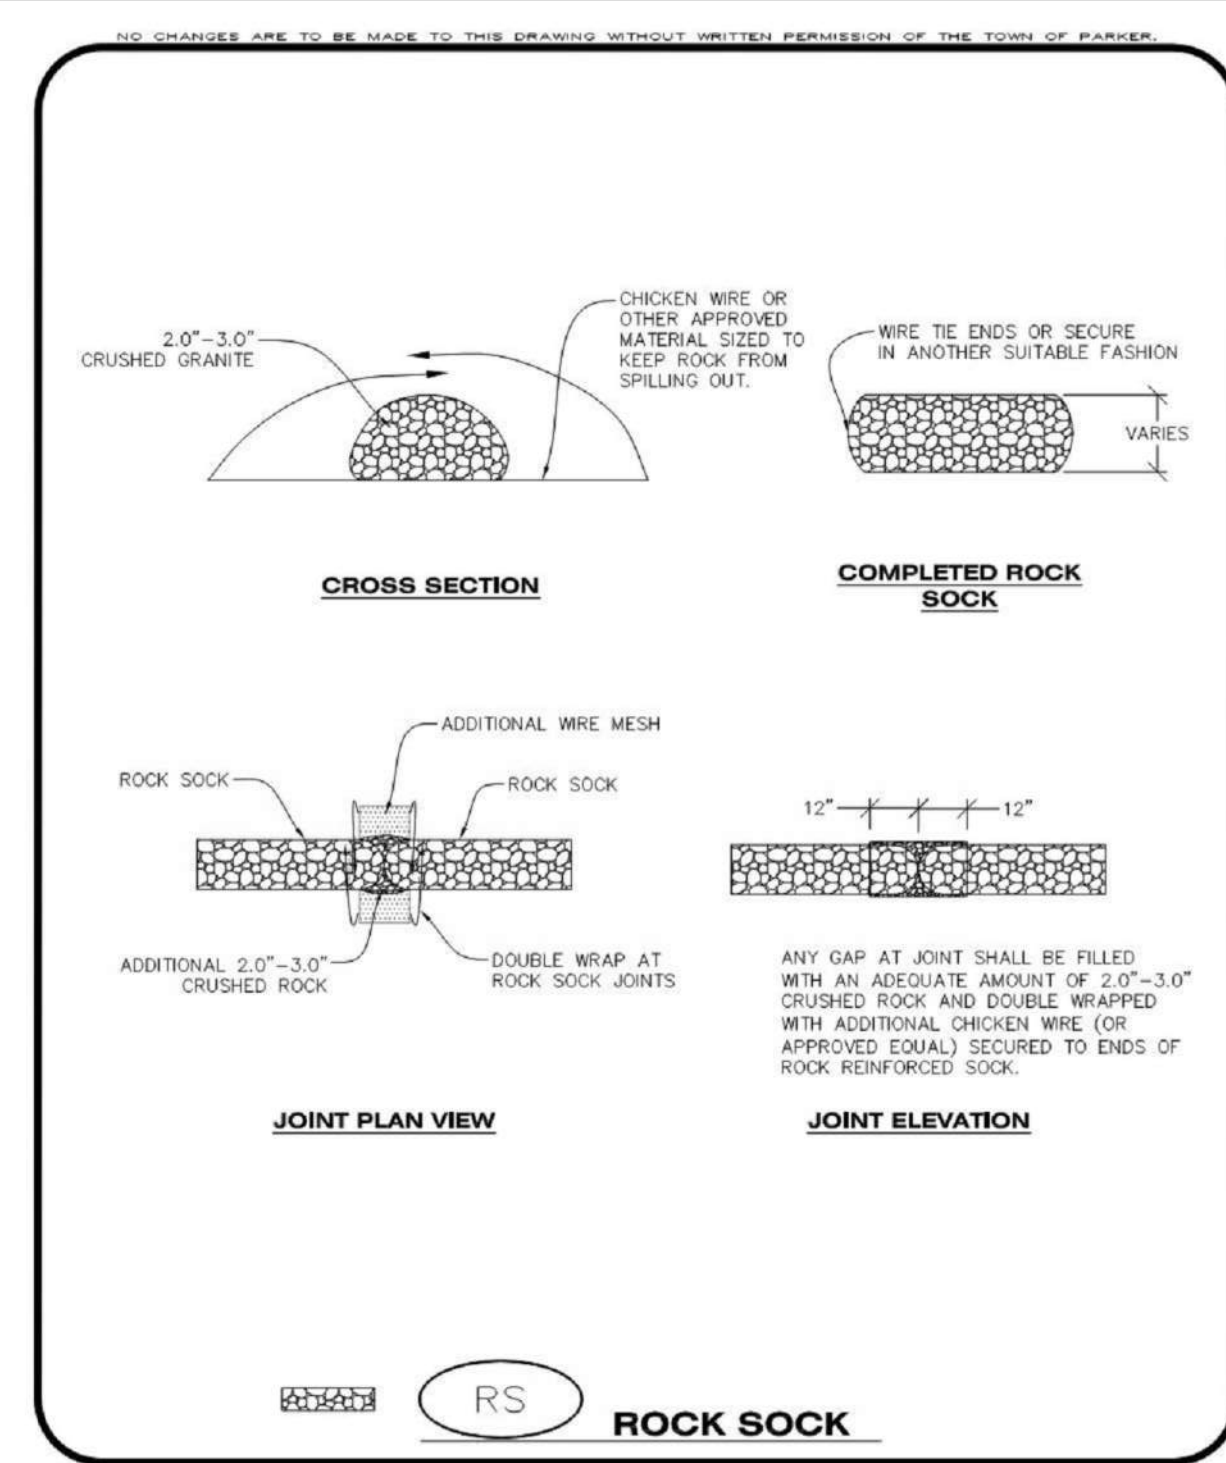 NO CHANGES ARE TO BE MADE TO THIS DRAWING WITHOUT WRITTEN PERMISSION OF THE TOWN OF PARKER.
2.0"-3.0"
CRUSHED GRANITE
CHICKEN WIRE OR
OTHER APPROVED
MATERIAL SIZED TO
KEEP ROCK FROM
SPILLING OUT.
CROSS SECTION
WIRE TIE ENDS OR SECURE
IN ANOTHER SUITABLE FASHION
VARIES
COMPLETED ROCK
SOCK
ADDITIONAL WIRE MESH
ROCK SOCK
ROCK SOCK
ADDITIONAL 2.0"-3.0"
CRUSHED ROCK
DOUBLE WRAP AT
ROCK SOCK JOINTS
JOINT PLAN VIEW
12"
12"
ANY GAP AT JOINT SHALL BE FILLED
WITH AN ADEQUATE AMOUNT OF 2.0"-3.0"
CRUSHED ROCK AND DOUBLE WRAPPED
WITH ADDITIONAL CHICKEN WIRE (OR
APPROVED EQUAL) SECURED TO ENDS OF
ROCK REINFORCED SOCK.
JOINT ELEVATION
RS
ROCK SOCK